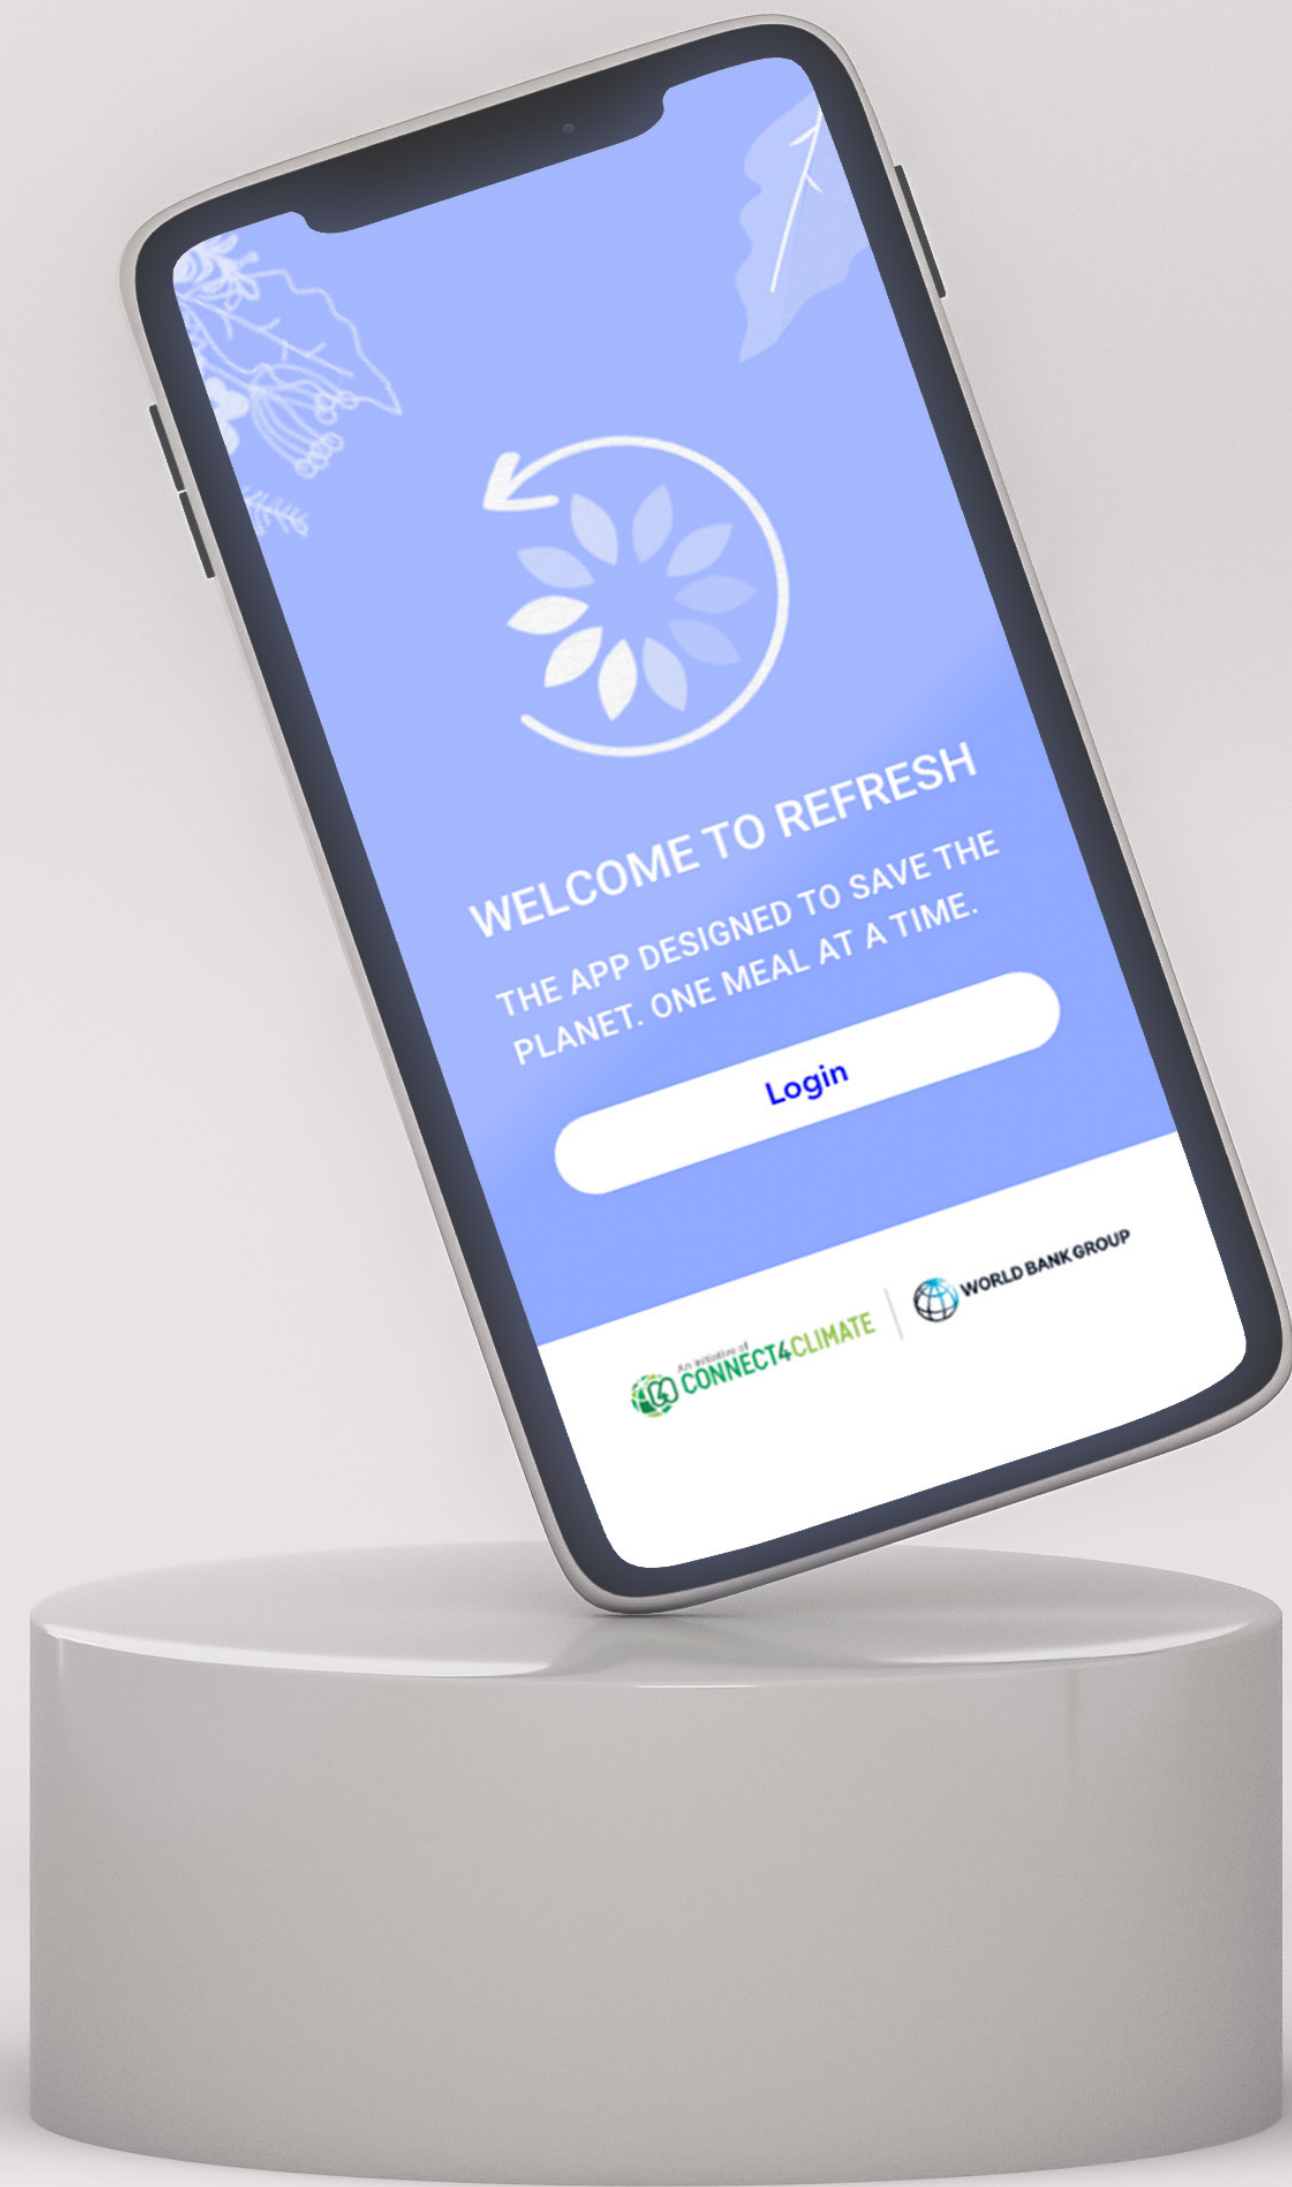 WELCOME TO REFRESH
THE APP DESIGNED TO SAVE THE
PLANET. ONE MEAL AT A TIME.
Login
An initiative of
CONNECT4CLIMATE
WORLD BANK GROUP